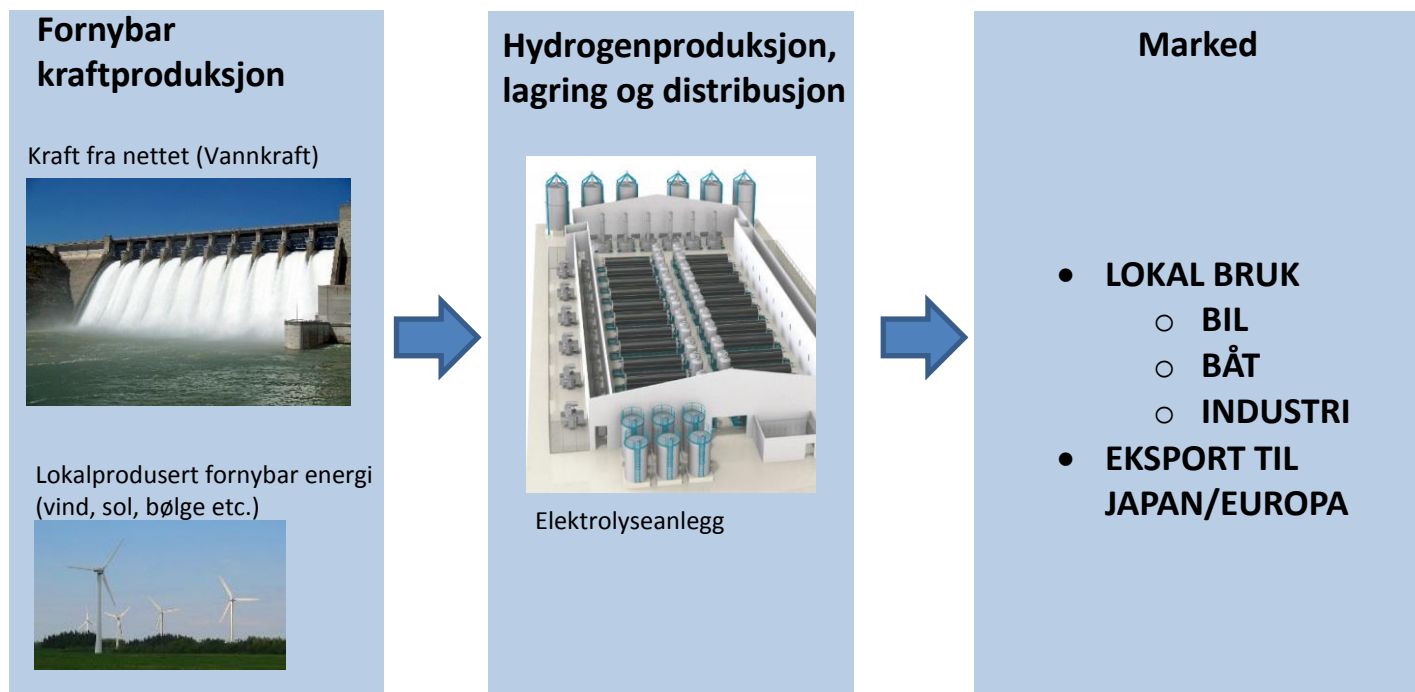 Fornybar
kraftproduksjon
Kraft fra nettet (Vannkraft)
Lokalprodusert fornybar energi
(vind, sol, bølge etc.)
Hydrogenproduksjon,
lagring og distribusjon
Elektrolyseanlegg
Marked
• LOKAL BRUK
o BIL
o BÅT
o INDUSTRI
• EKSPORT TIL
JAPAN/EUROPA